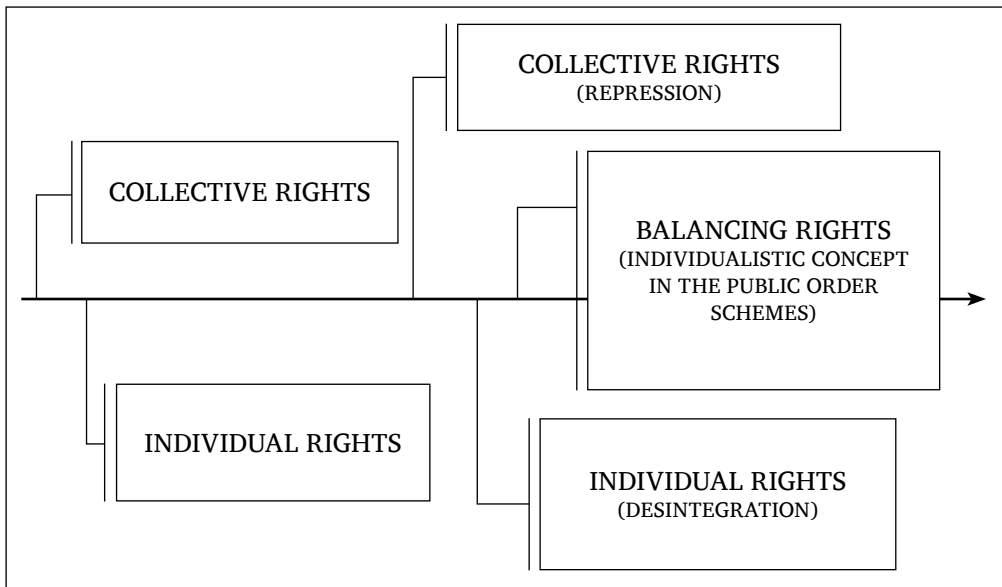 COLLECTIVE RIGHTS
(REPRESSION)
COLLECTIVE RIGHTS
BALANCING RIGHTS
(INDIVIDUALISTIC CONCEPT
IN THE PUBLIC ORDER
SCHEMES)
INDIVIDUAL RIGHTS
INDIVIDUAL RIGHTS
(DESINTEGRATION)